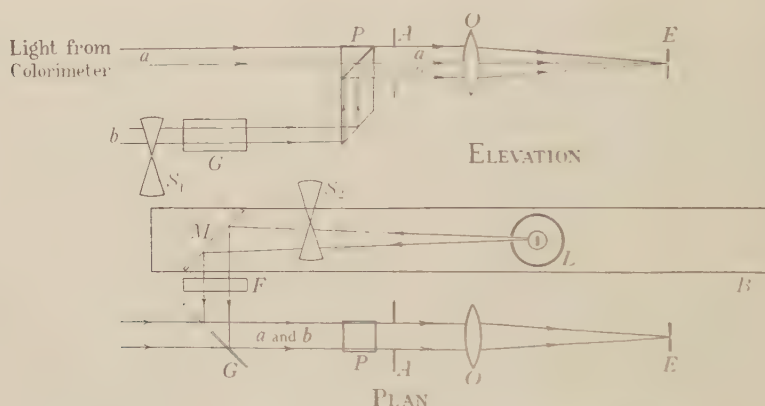 P A O E
Light from a a
Colorimeter
b G
S₁ ELEVATION
S₂
M L
F B
a and b
G P A O E
PLAN